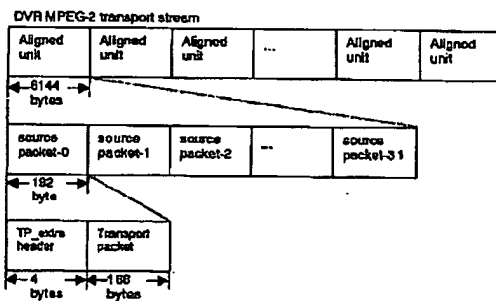 DVR MPEG-2 transport stream
Aligned unit Aligned unit Aligned unit ... Aligned unit Aligned unit
6144 bytes
source packet-0 source packet-1 source packet-2 ... source packet-31
192 byte
TP_extra header Transport packet
4 bytes 188 bytes